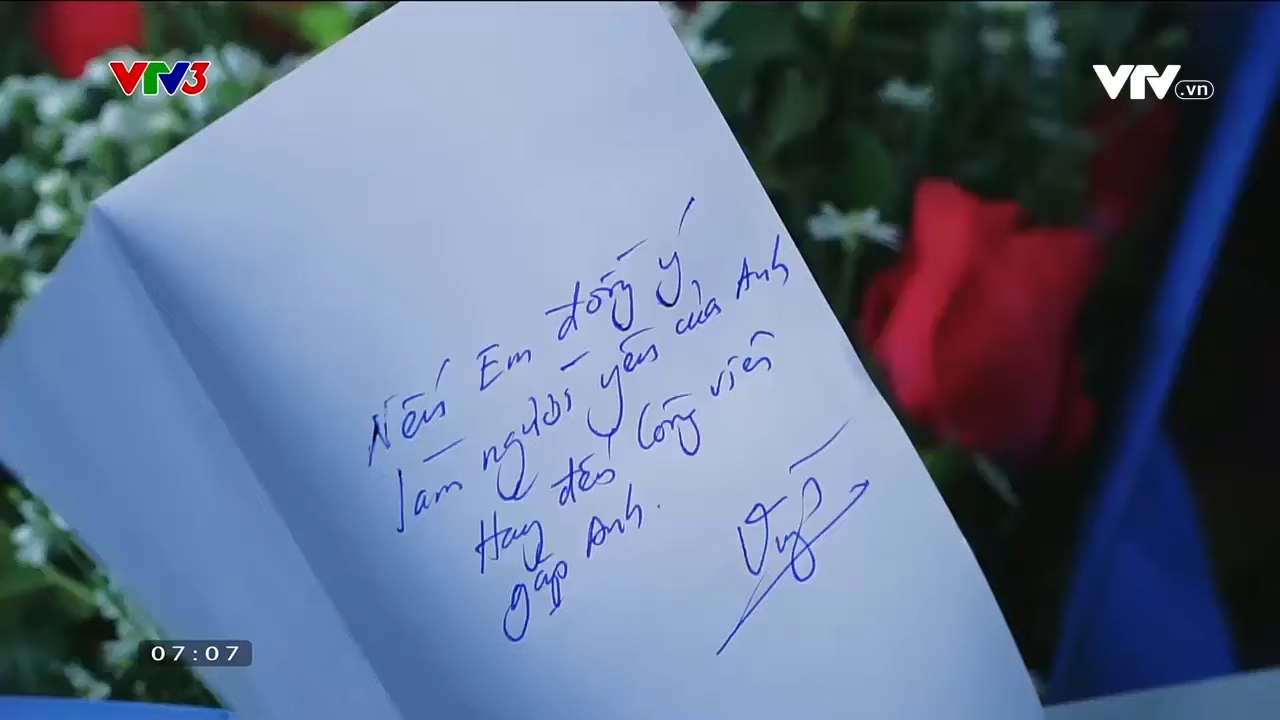 VTV3
VTV.vn
Nếu Em đồng ý
làm người yêu của Anh
Hãy đến Công viên
gặp Anh.
07:07